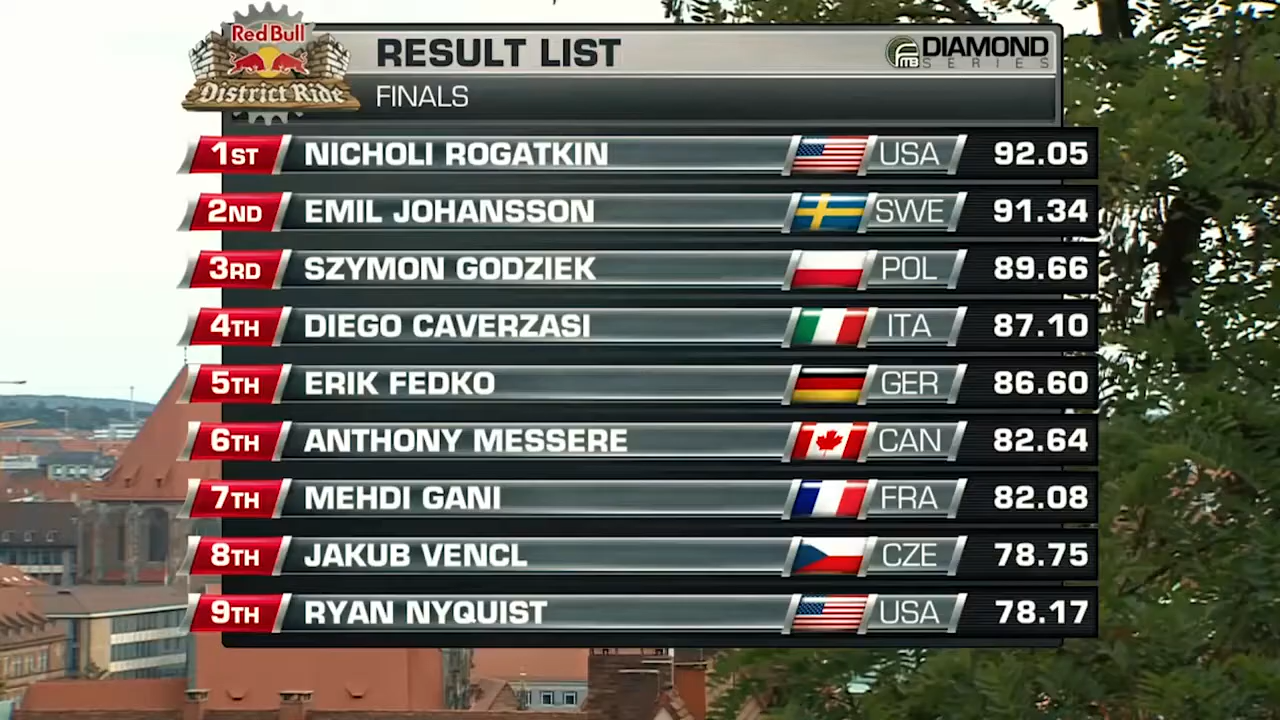 Red Bull
District Ride
RESULT LIST
FMB DIAMOND
SERIES
FINALS
1ST NICHOLI ROGATKIN USA 92.05
2ND EMIL JOHANSSON SWE 91.34
3RD SZYMON GODZIEK POL 89.66
4TH DIEGO CAVERZASI ITA 87.10
5TH ERIK FEDKO GER 86.60
6TH ANTHONY MESSERE CAN 82.64
7TH MEHDI GANI FRA 82.08
8TH JAKUB VENCL CZE 78.75
9TH RYAN NYQUIST USA 78.17